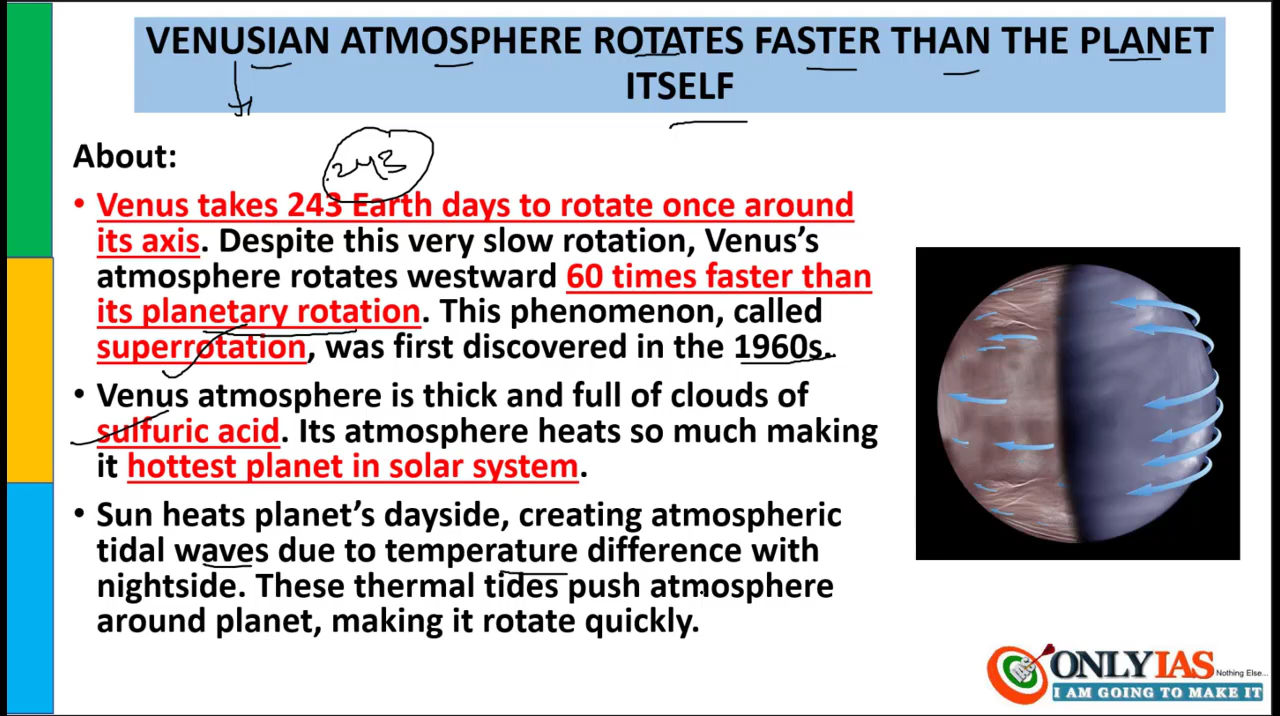 VENUSIAN ATMOSPHERE ROTATES FASTER THAN THE PLANET
ITSELF
243
About:
• Venus takes 243 Earth days to rotate once around
its axis. Despite this very slow rotation, Venus’s
atmosphere rotates westward 60 times faster than
its planetary rotation. This phenomenon, called
superrotation, was first discovered in the 1960s.
• Venus atmosphere is thick and full of clouds of
sulfuric acid. Its atmosphere heats so much making
it hottest planet in solar system.
• Sun heats planet’s dayside, creating atmospheric
tidal waves due to temperature difference with
nightside. These thermal tides push atmosphere
around planet, making it rotate quickly.
ONLYIAS
Nothing Else...
I AM GOING TO MAKE IT